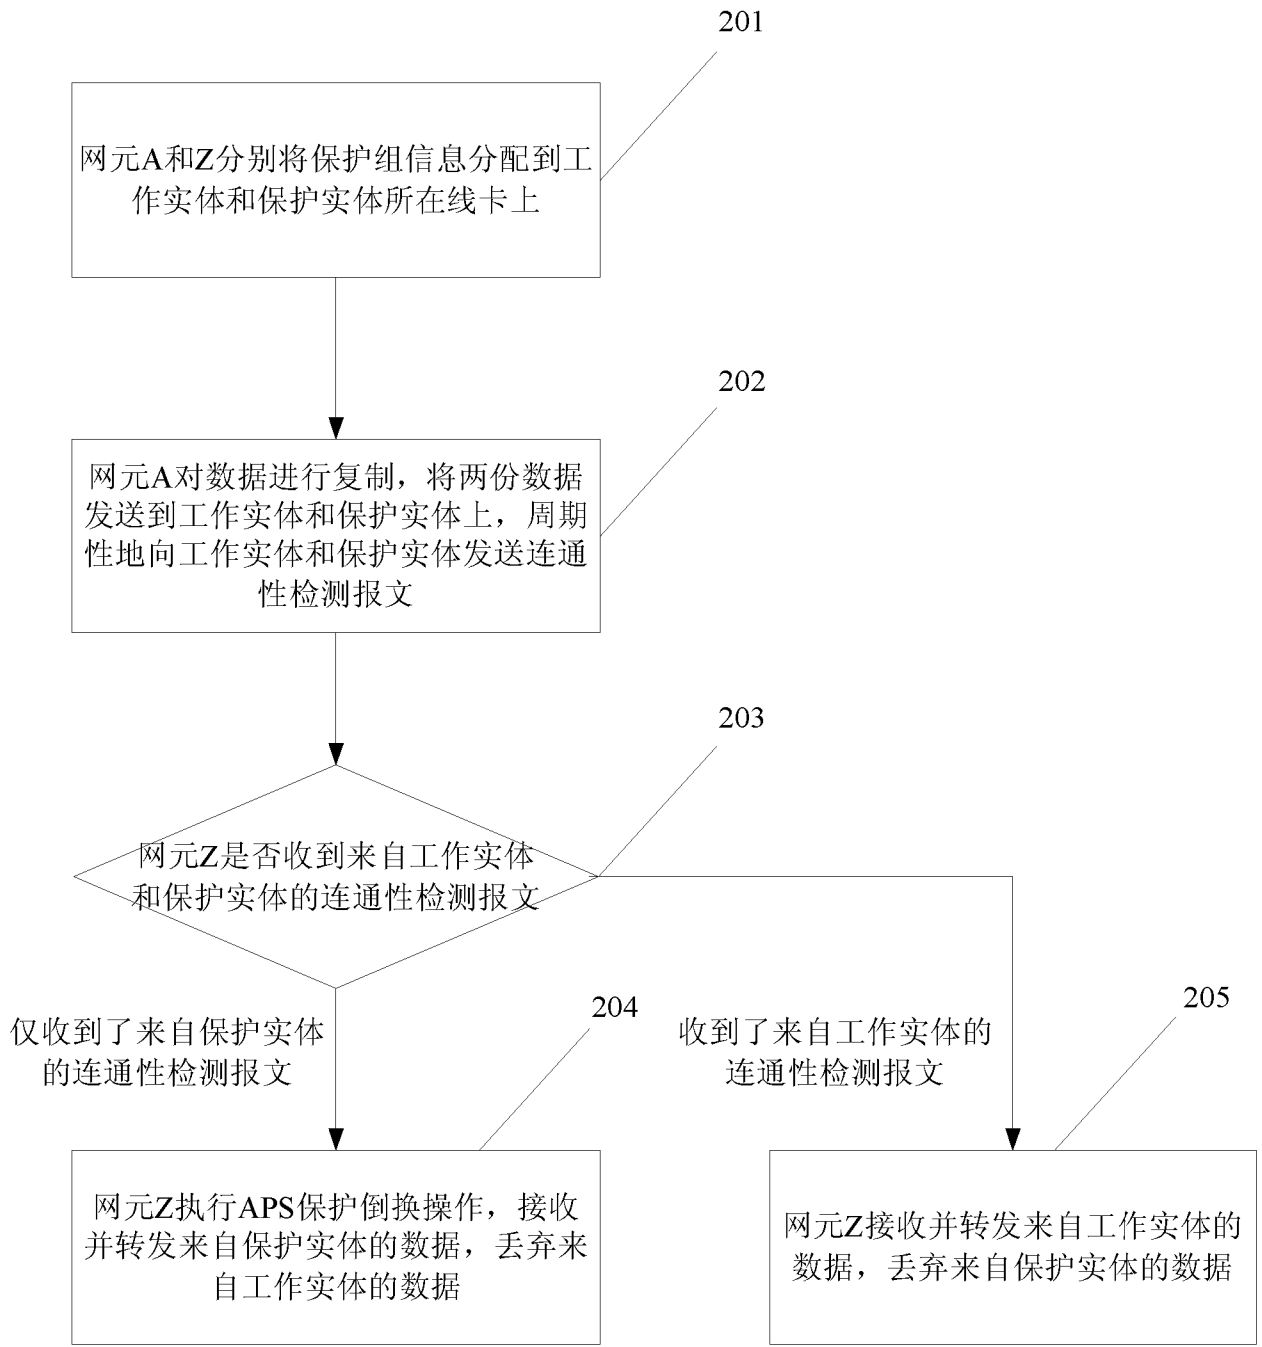 201
网元A和Z分别将保护组信息分配到工
作实体和保护实体所在线卡上
202
网元A对数据进行复制，将两份数据
发送到工作实体和保护实体上，周期
性地向工作实体和保护实体发送连通
性检测报文
203
网元Z是否收到来自工作实体
和保护实体的连通性检测报文
仅收到了来自保护实体
的连通性检测报文
204
收到了来自工作实体的
连通性检测报文
205
网元Z执行APS保护倒换操作，接收
并转发来自保护实体的数据，丢弃来
自工作实体的数据
网元Z接收并转发来自工作实体的
数据，丢弃来自保护实体的数据